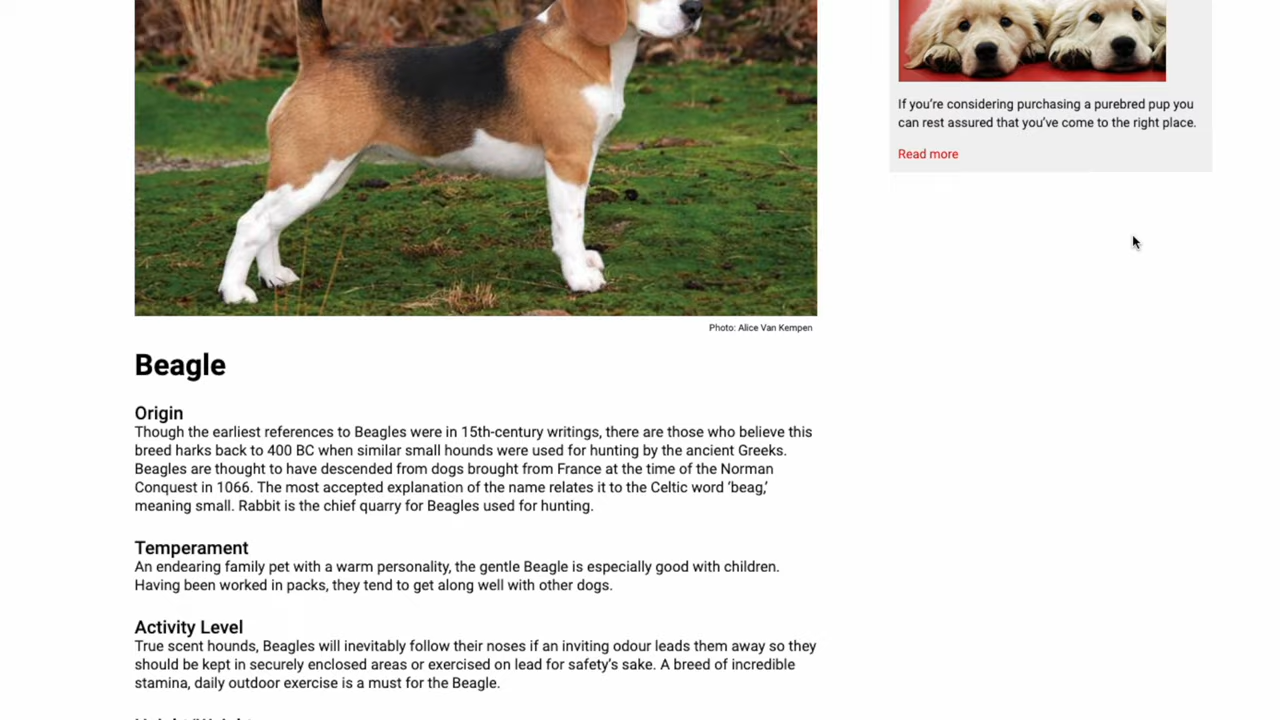 If you're considering purchasing a purebred pup you
can rest assured that you've come to the right place.
Read more
Photo: Alice Van Kempen
Beagle
Origin
Though the earliest references to Beagles were in 15th-century writings, there are those who believe this
breed harks back to 400 BC when similar small hounds were used for hunting by the ancient Greeks.
Beagles are thought to have descended from dogs brought from France at the time of the Norman
Conquest in 1066. The most accepted explanation of the name relates it to the Celtic word ‘beag,’
meaning small. Rabbit is the chief quarry for Beagles used for hunting.
Temperament
An endearing family pet with a warm personality, the gentle Beagle is especially good with children.
Having been worked in packs, they tend to get along well with other dogs.
Activity Level
True scent hounds, Beagles will inevitably follow their noses if an inviting odour leads them away so they
should be kept in securely enclosed areas or exercised on lead for safety's sake. A breed of incredible
stamina, daily outdoor exercise is a must for the Beagle.